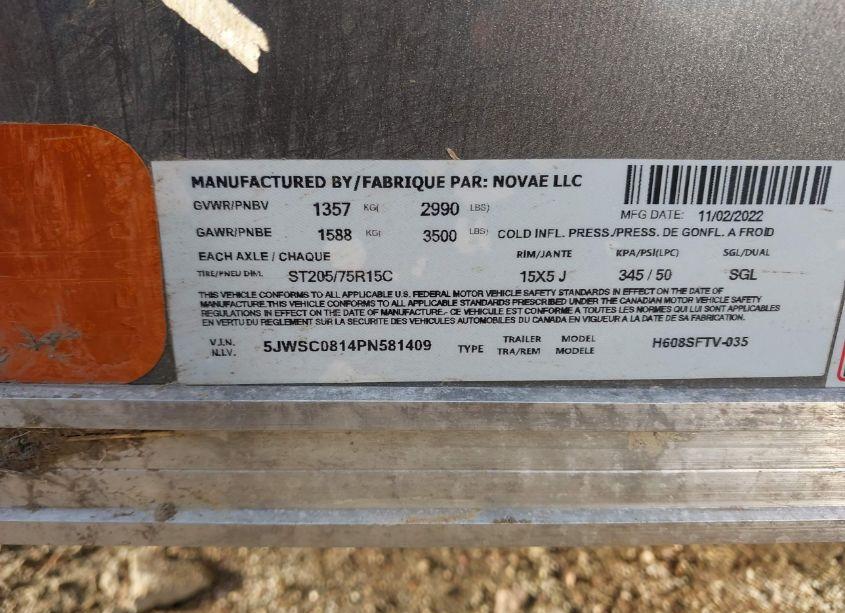 MANUFACTURED BY/FABRIQUE PAR: NOVAE LLC
GVWR/PNBV 1357 KG( 2990 LBS) MFG DATE: 11/02/2022
GAWR/PNBE 1588 KG( 3500 LBS) COLD INFL. PRESS./PRESS. DE GONFL. A FROID
EACH AXLE / CHAQUE RIM/JANTE KPA/PSI(LPC) SGL/DUAL
TIRE/PNEU DIM. ST205/75R15C 15X5 J 345 / 50 SGL
THIS VEHICLE CONFORMS TO ALL APPLICABLE U.S. FEDERAL MOTOR VEHICLE SAFETY STANDARDS IN EFFECT ON THE DATE OF
MANUFACTURE.THIS VEHICLE CONFORMS TO ALL APPLICABLE STANDARDS PRESCRIBED UNDER THE CANADIAN MOTOR VEHICLE SAFETY
REGULATIONS IN EFFECT ON THE DATE OF MANUFACTURE .- CE VEHICULE EST CONFORME A TOUTES LES NORMES QUI LUI SONT
APPLICABLES EN VERTU DU REGLEMENT SUR LA SECURITE DES VEHICULES AUTOMOBILES DU CANADA EN VIGUEUR A LA DATE DE SA FABRICATION.
V.I.N. 5JWSC0814PN581409 TYPE TRAILER MODEL H608SFTV-035
N.I.V. TRA/REM MODELE